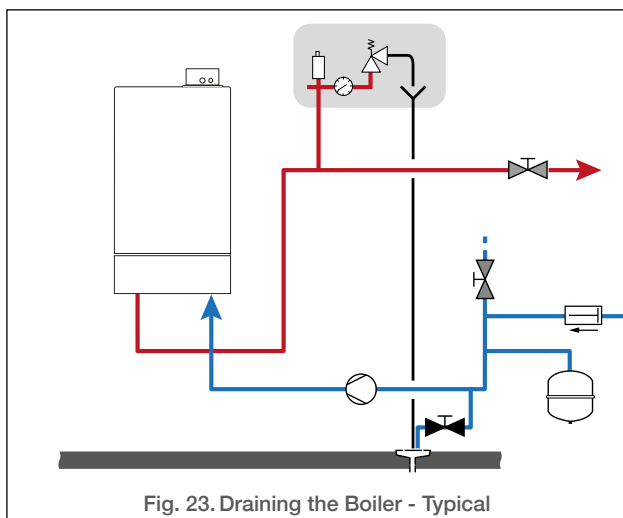 Fig. 23. Draining the Boiler - Typical